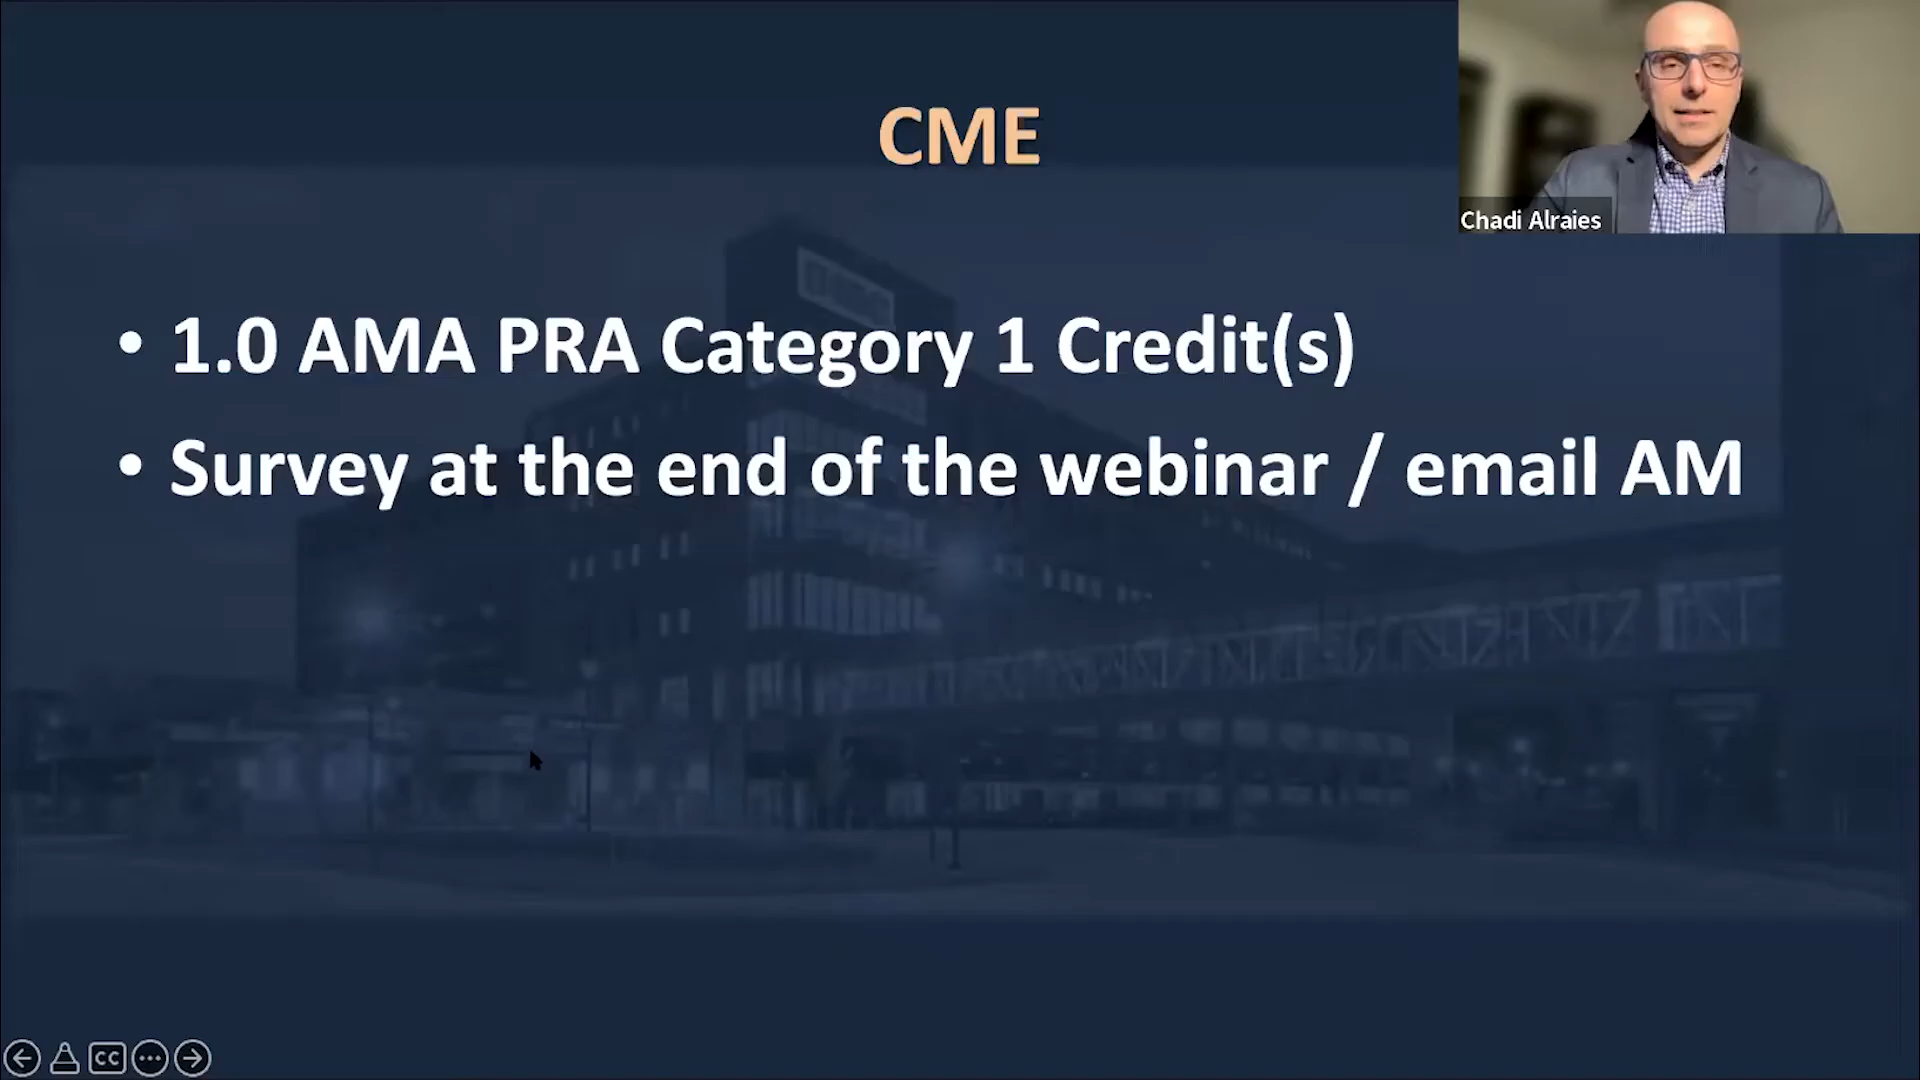 CME
Chadi Alraies
• 1.0 AMA PRA Category 1 Credit(s)
• Survey at the end of the webinar / email AM
CC